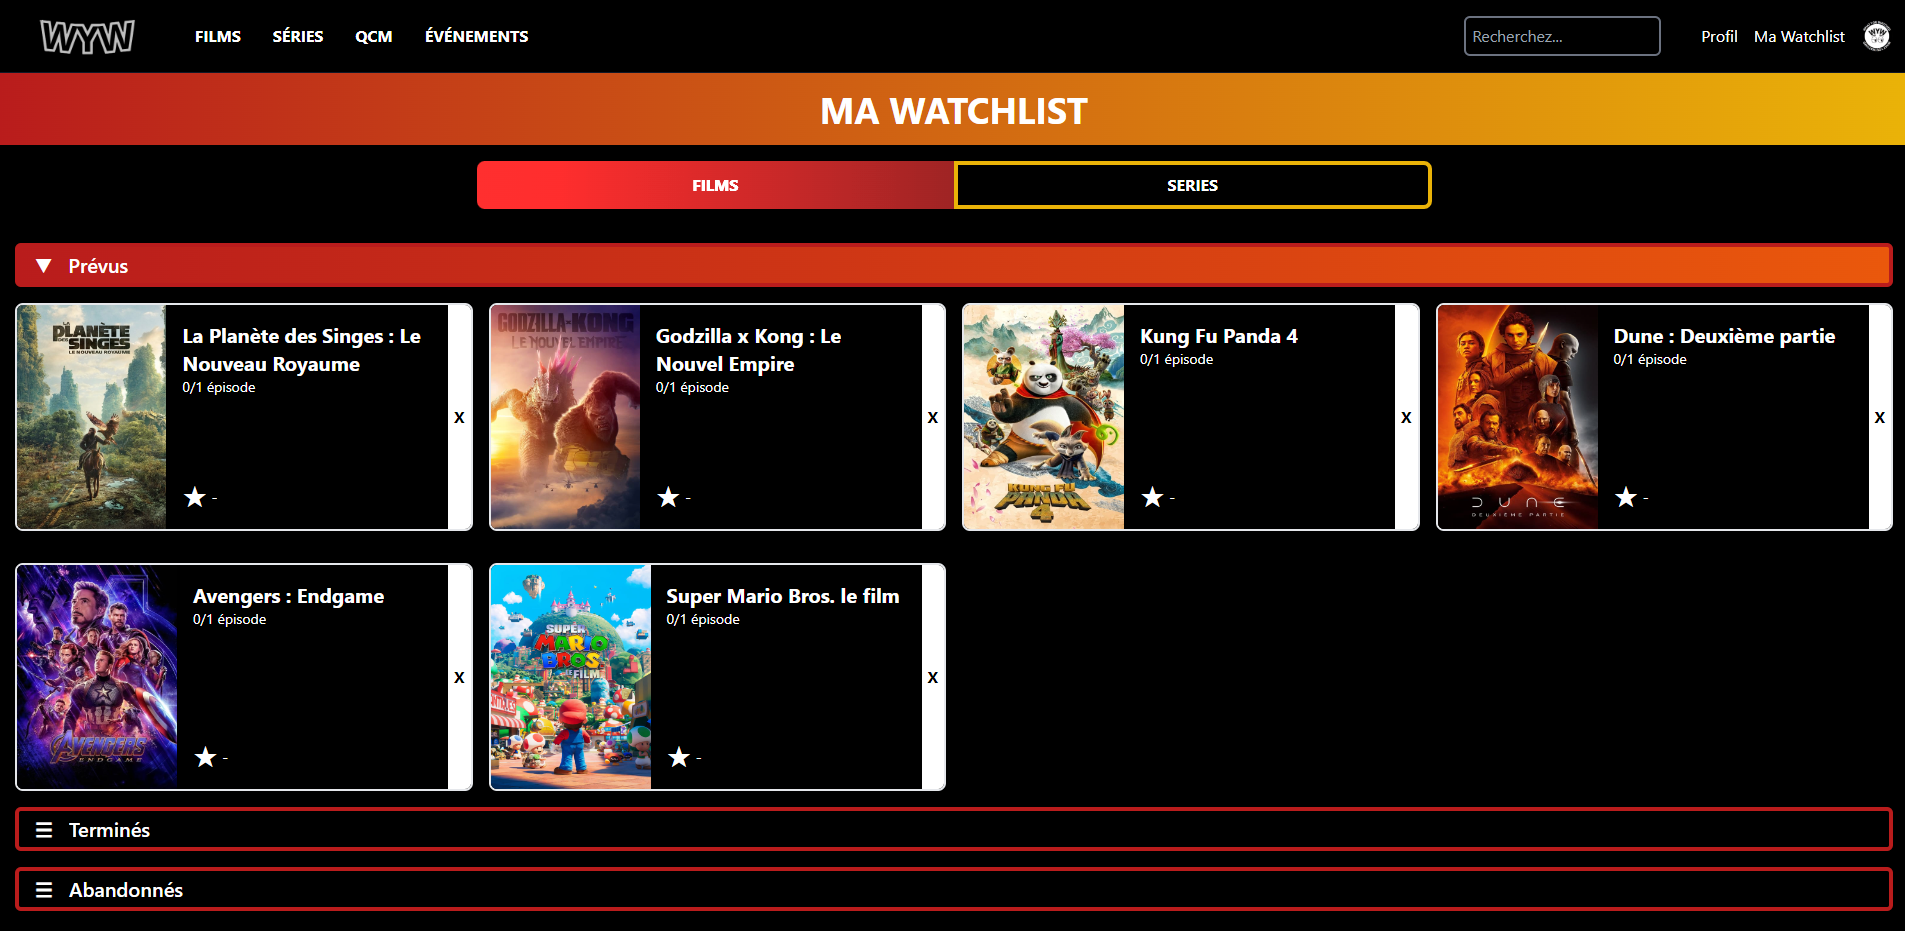 WYW
FILMS
SÉRIES
QCM
ÉVÉNEMENTS
Recherchez...
Profil
Ma Watchlist
WYW
MA WATCHLIST
FILMS
SERIES
▼ Prévus
LA PLANÈTE
DES SINGES
LE NOUVEAU ROYAUME
La Planète des Singes : Le
Nouveau Royaume
0/1 épisode
★ -
X
GODZILLA x KONG
LE NOUVEL EMPIRE
Godzilla x Kong : Le
Nouvel Empire
0/1 épisode
★ -
X
KUNG FU
PANDA
4
Kung Fu Panda 4
0/1 épisode
★ -
X
DUNE
DEUXIÈME PARTIE
Dune : Deuxième partie
0/1 épisode
★ -
X
AVENGERS
ENDGAME
Avengers : Endgame
0/1 épisode
★ -
X
SUPER
MARIO
BROS.
LE FILM
Super Mario Bros. le film
0/1 épisode
★ -
X
☰ Terminés
☰ Abandonnés